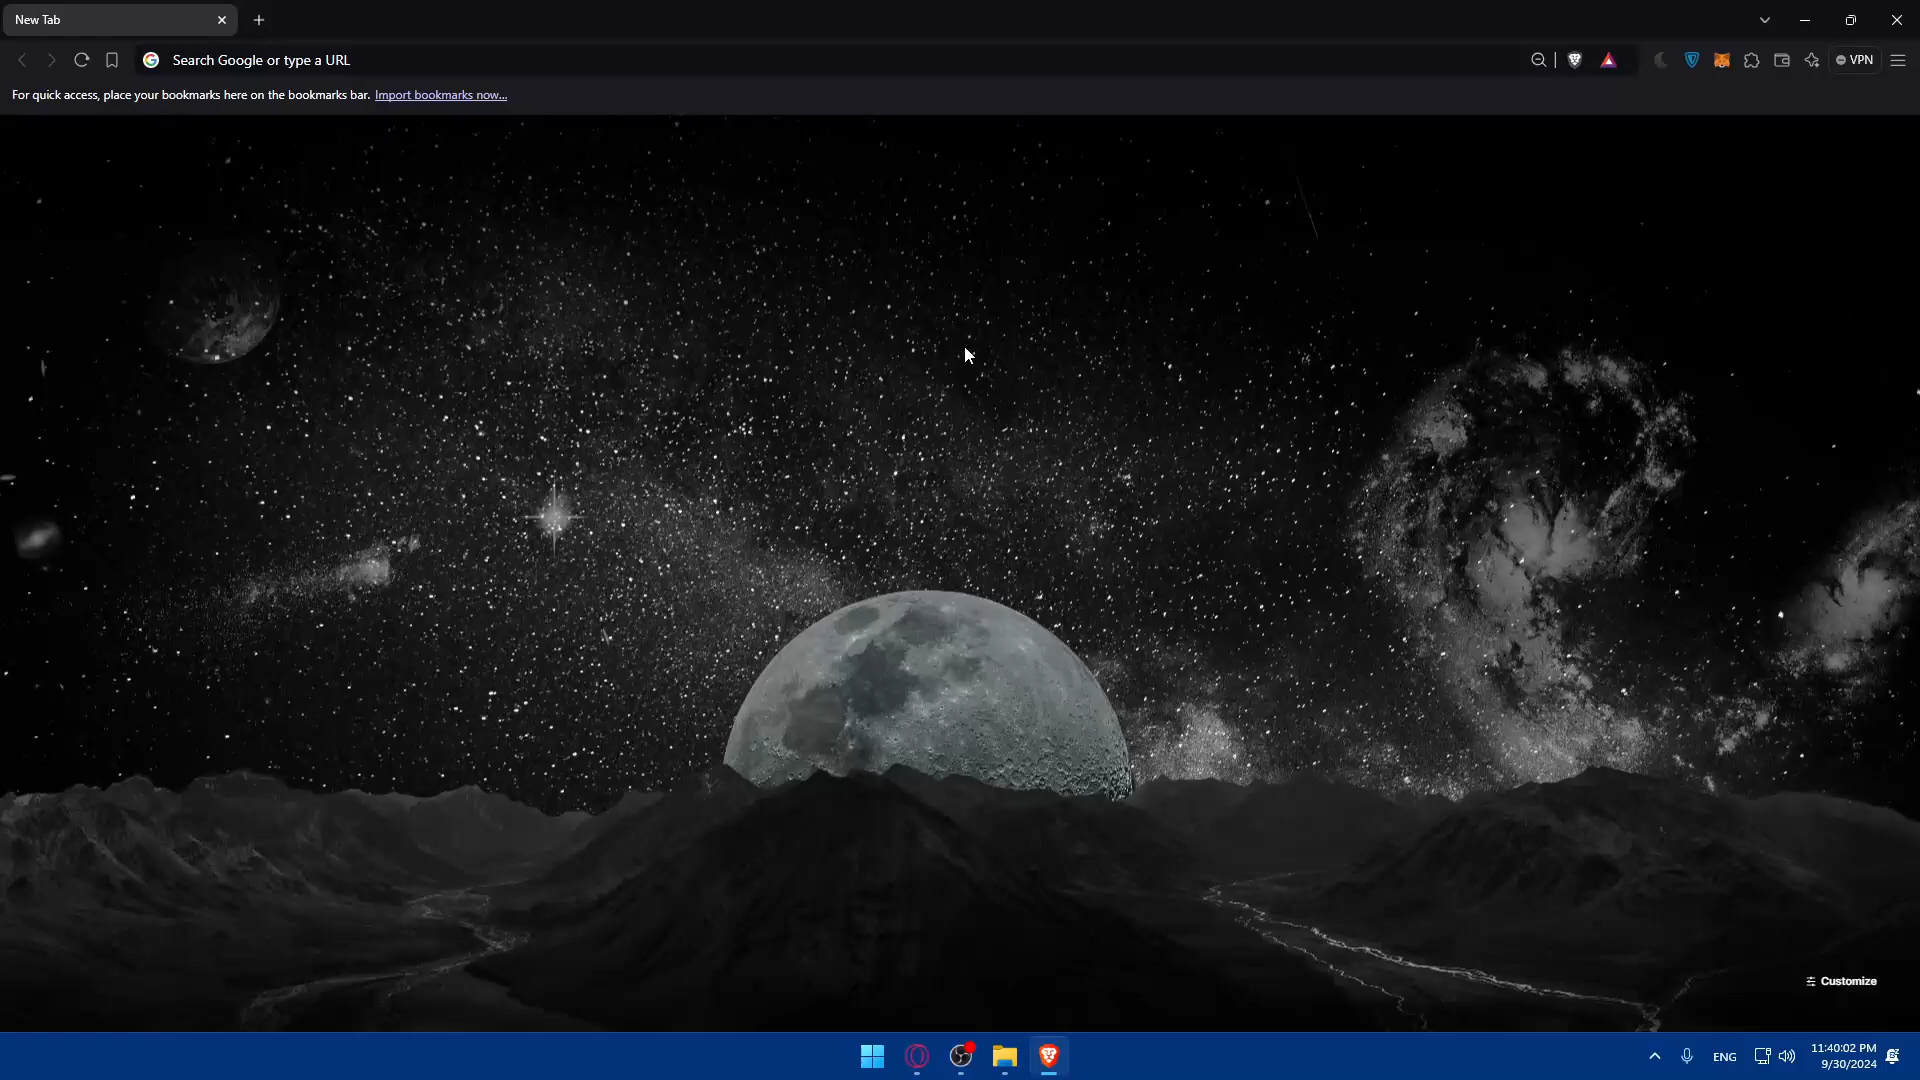 New Tab
Search Google or type a URL
VPN
For quick access, place your bookmarks here on the bookmarks bar. Import bookmarks now...
Customize
ENG
11:40:02 PM
9/30/2024